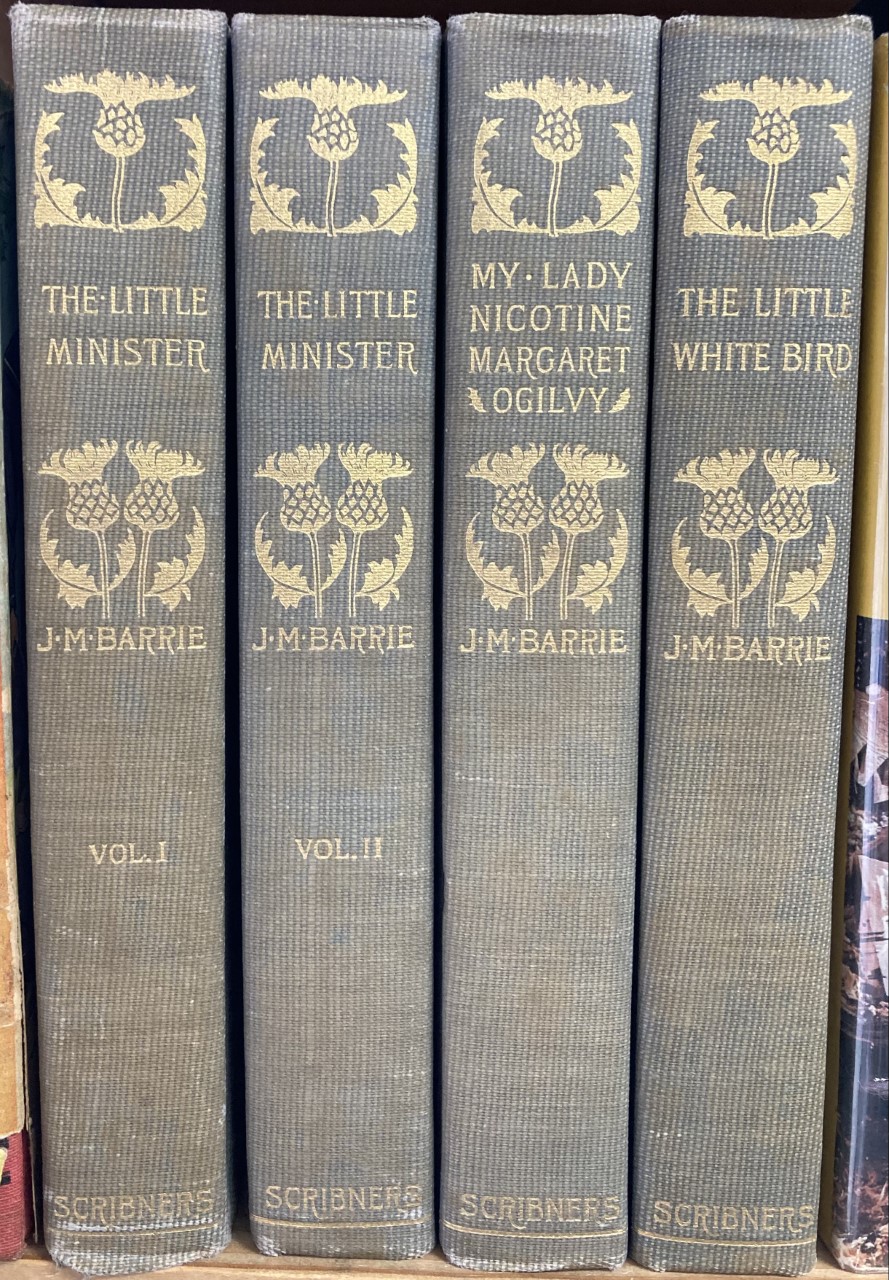 THE·LITTLE
MINISTER
J·M·BARRIE
VOL.I
SCRIBNERS
THE·LITTLE
MINISTER
J·M·BARRIE
VOL.II
SCRIBNERS
MY·LADY
NICOTINE
MARGARET
OGILVY
J·M·BARRIE
SCRIBNERS
THE LITTLE
WHITE BIRD
J·M·BARRIE
SCRIBNERS